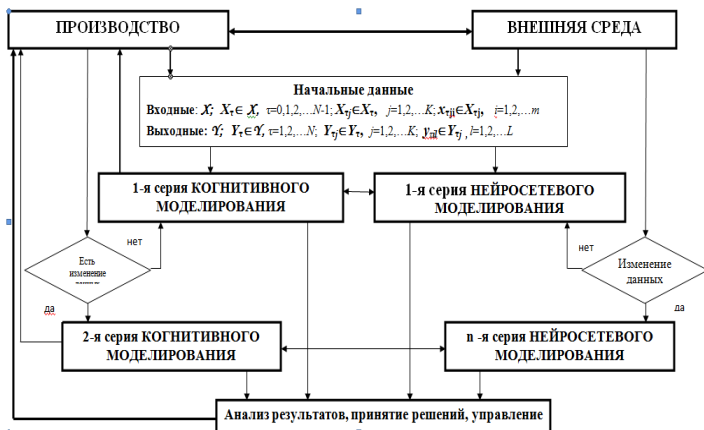 ПРОИЗВОДСТВО
ВНЕШНЯЯ СРЕДА
Начальные данные
Входные: X; Xτ∈ X, τ=0,1,2,…N-1; Xτj∈Xτ, j=1,2,…K; xτji∈Xτj, i=1,2,…m
Выходные: Y; Yτ∈Y, τ=1,2,…N; Yτj∈Yτ, j=1,2,…K; yτjl∈Yτj , l=1,2,…L
1-я серия КОГНИТИВНОГО
МОДЕЛИРОВАНИЯ
1-я серия НЕЙРОСЕТЕВОГО
МОДЕЛИРОВАНИЯ
нет
нет
Есть
изменение
Изменение
данных
да
да
2-я серия КОГНИТИВНОГО
МОДЕЛИРОВАНИЯ
n -я серия НЕЙРОСЕТЕВОГО
МОДЕЛИРОВАНИЯ
Анализ результатов, принятие решений, управление